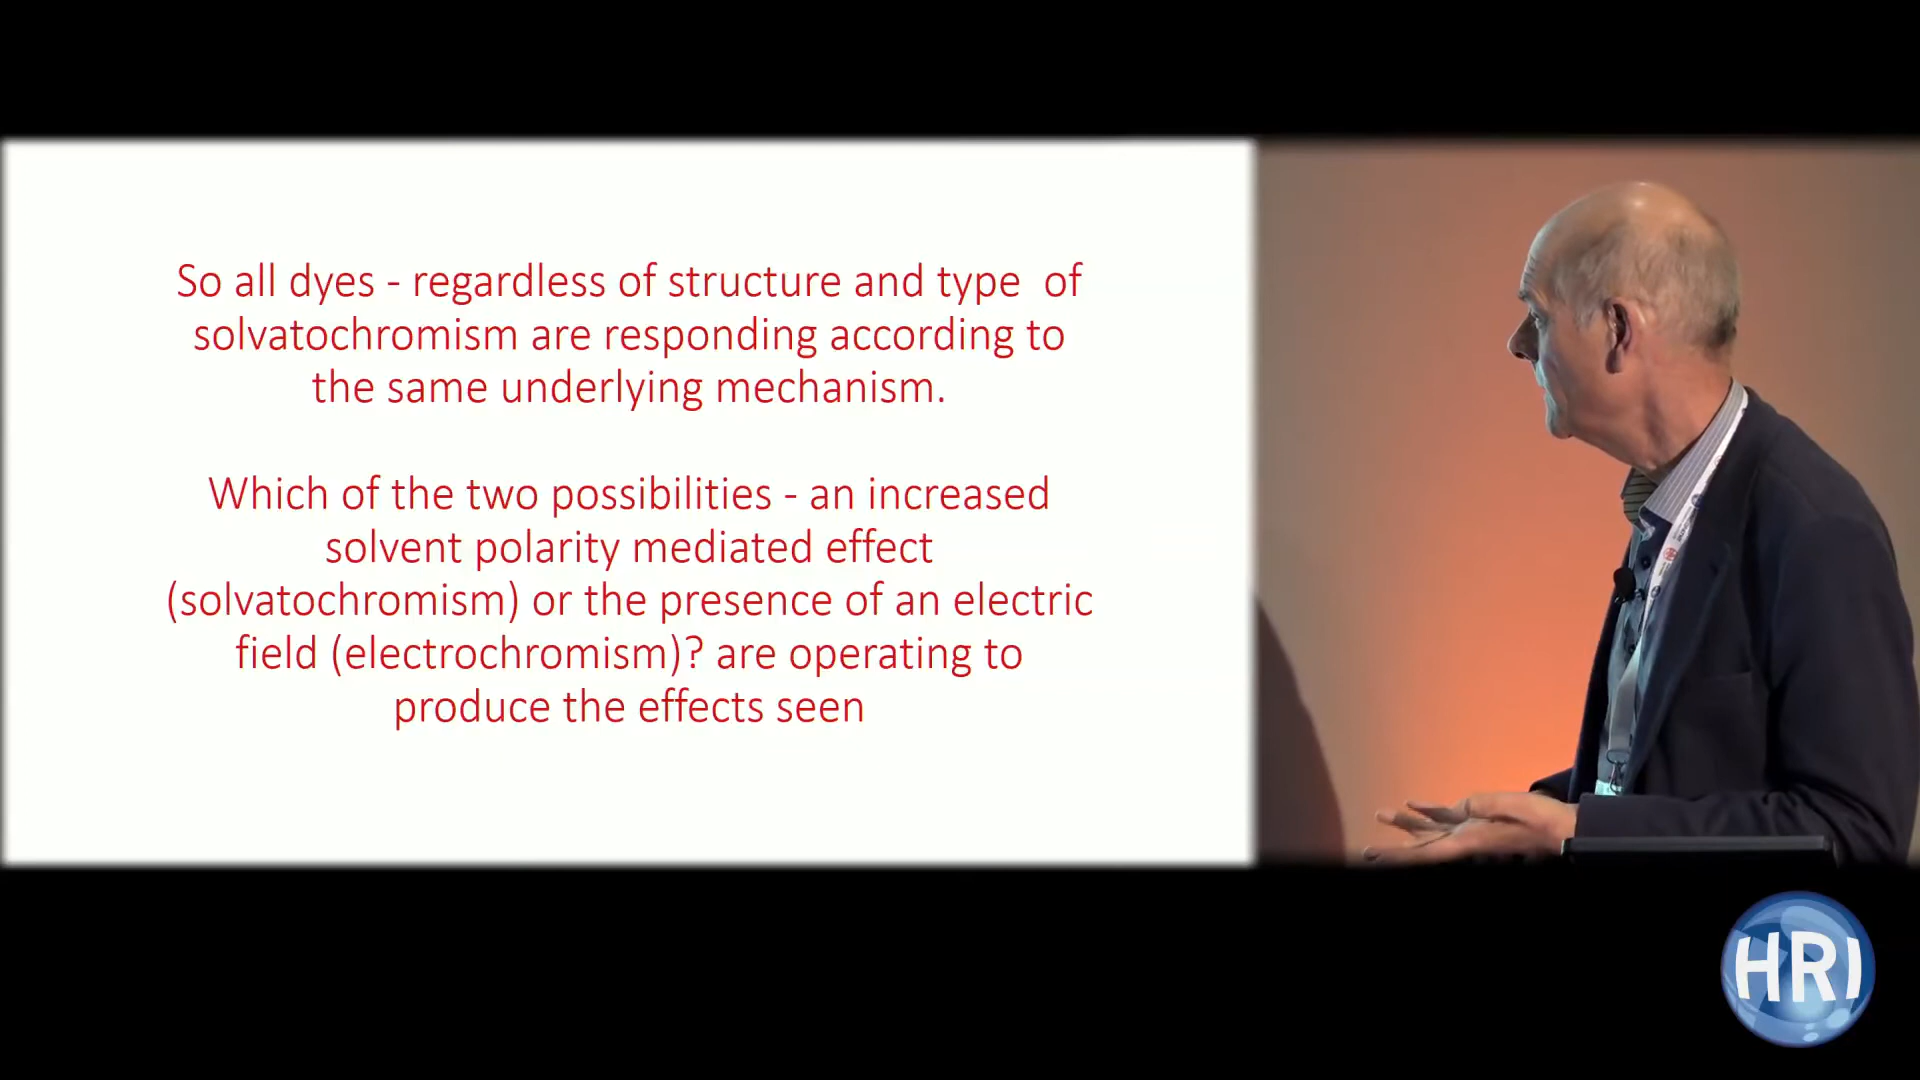 So all dyes - regardless of structure and type  of
solvatochromism are responding according to
the same underlying mechanism.
Which of the two possibilities - an increased
solvent polarity mediated effect
(solvatochromism) or the presence of an electric
field (electrochromism)? are operating to
produce the effects seen
HRI